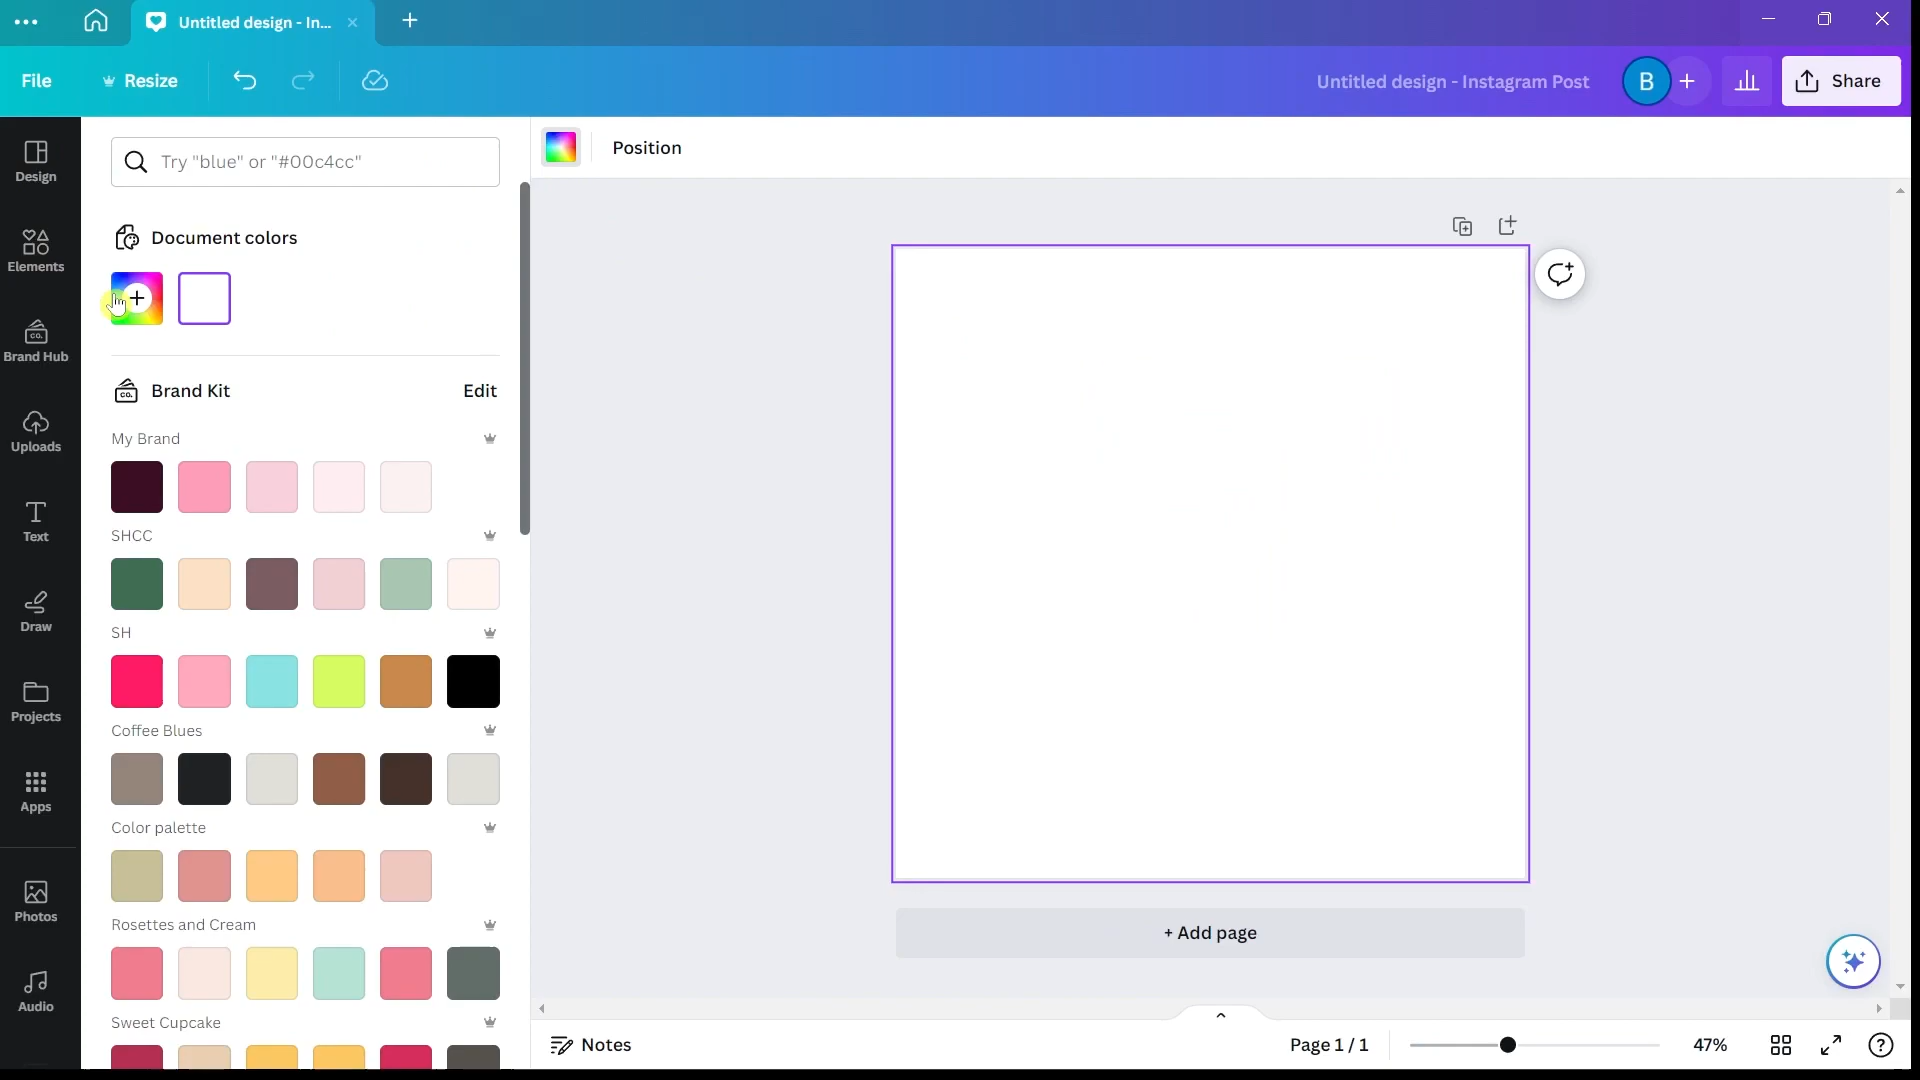 Untitled design - In...
File
Resize
Untitled design - Instagram Post
B
Share
Design
Elements
CO.
Brand Hub
Uploads
Text
Draw
Projects
Apps
Photos
Audio
Try "blue" or "#00c4cc"
Document colors
CO.
Brand Kit
Edit
My Brand
SHCC
SH
Coffee Blues
Color palette
Rosettes and Cream
Sweet Cupcake
Position
+ Add page
Notes
Page 1 / 1
47%